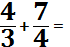 4/3 + 7/4 =